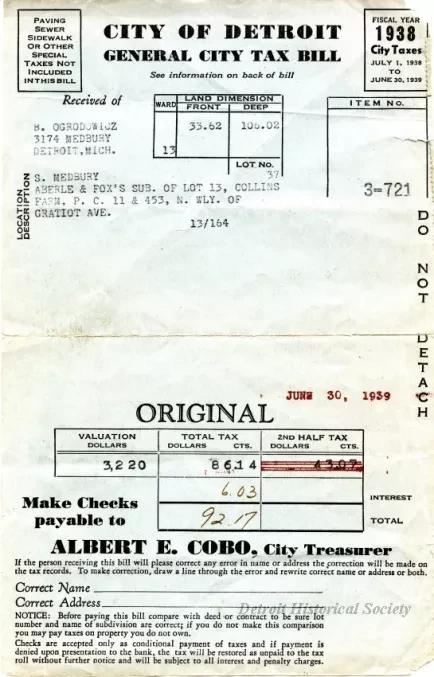 PAVING
SEWER
SIDEWALK
OR OTHER
SPECIAL
TAXES NOT
INCLUDED
IN THIS BILL
CITY OF DETROIT
GENERAL CITY TAX BILL
See information on back of bill
FISCAL YEAR
1938
City Taxes
JULY 1, 1938
TO
JUNE 30, 1939
Received of
WARD
LAND DIMENSION
FRONT
DEEP
ITEM NO.
B. OGRODOWICZ
3174 MEDBURY
DETROIT, MICH.
13
33.62
106.02
LOT NO.
37
3=721
LOCATION
DESCRIPTION
S. MEDBURY
ABERLE & FOX'S SUB. OF LOT 13, COLLINS
FARM, P. C. 11 & 453, N. WLY. OF
GRATIOT AVE.
13/164
DO NOT DETACH
JUNE 30, 1939
ORIGINAL
VALUATION
DOLLARS
TOTAL TAX
DOLLARS CTS.
2ND HALF TAX
DOLLARS CTS.
3,220
86.14
43.07
6.03
INTEREST
92.17
TOTAL
Make Checks
payable to
ALBERT E. COBO, City Treasurer
If the person receiving this bill will please correct any error in name or address the correction will be made on
the tax records. To make correction, draw a line through the error and rewrite correct name or address or both.
Correct Name
Correct Address
Detroit Historical Society
NOTICE: Before paying this bill compare with deed or contract to be sure lot
number and name of subdivision are correct; if you do not make this comparison
you may pay taxes on property you do not own.
Checks are accepted only as conditional payment of taxes and if payment is
denied upon presentation to the bank, the tax will be restored as unpaid to the tax
roll without further notice and will be subject to all interest and penalty charges.